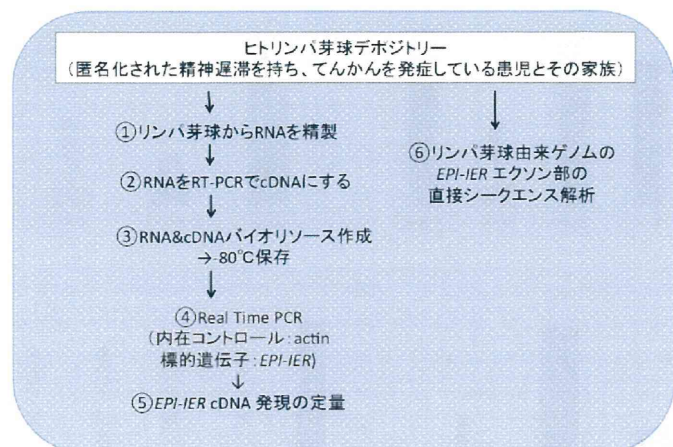 ヒトリンパ芽球デポジトリー
(匿名化された精神遅滞を持ち、てんかんを発症している患児とその家族)
①リンパ芽球からRNAを精製
②RNAをRT-PCRでcDNAにする
③RNA&cDNAバイオリソース作成
→-80℃保存
④Real Time PCR
(内在コントロール:actin
標的遺伝子:EPI-IER)
⑤EPI-IER cDNA 発現の定量
⑥リンパ芽球由来ゲノムの
EPI-IER エクソン部の
直接シークエンス解析